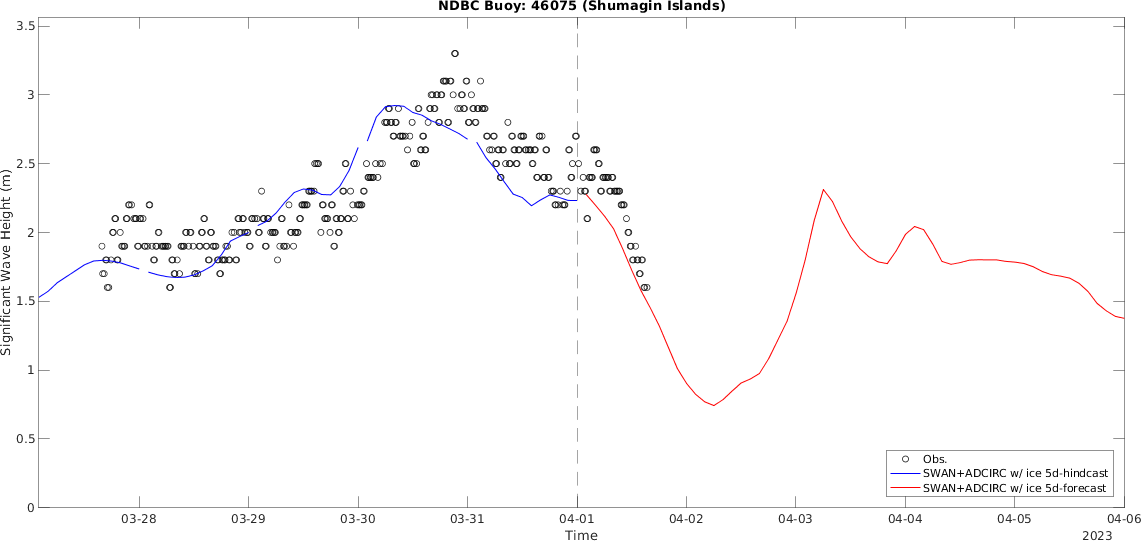 NDBC Buoy: 46075 (Shumagin Islands)
3.5
3
2.5
2
1.5
1
0.5
0
Significant Wave Height (m)
Obs.
SWAN+ADCIRC w/ ice 5d-hindcast
SWAN+ADCIRC w/ ice 5d-forecast
03-28 03-29 03-30 03-31 04-01 04-02 04-03 04-04 04-05 04-06
Time
2023